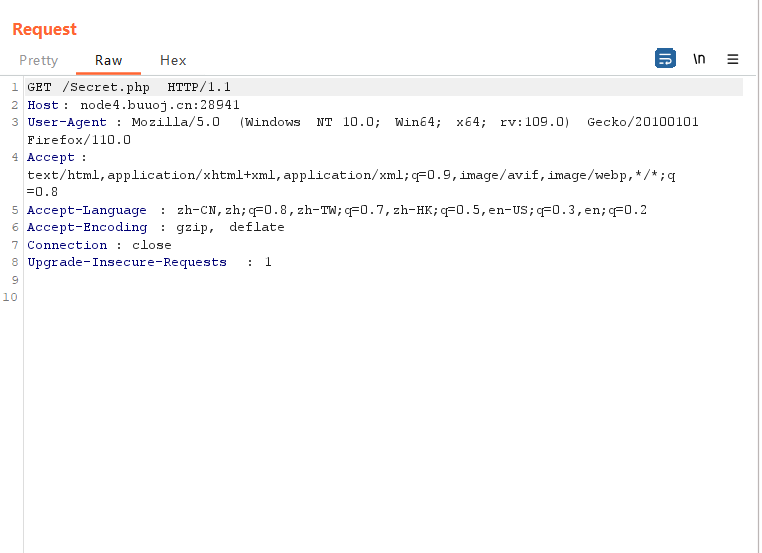 Request
Pretty Raw Hex \n
1 GET /Secret.php HTTP/1.1
2 Host: node4.buuoj.cn:28941
3 User-Agent: Mozilla/5.0 (Windows NT 10.0; Win64; x64; rv:109.0) Gecko/20100101
Firefox/110.0
4 Accept:
text/html,application/xhtml+xml,application/xml;q=0.9,image/avif,image/webp,*/*;q
=0.8
5 Accept-Language: zh-CN,zh;q=0.8,zh-TW;q=0.7,zh-HK;q=0.5,en-US;q=0.3,en;q=0.2
6 Accept-Encoding: gzip, deflate
7 Connection: close
8 Upgrade-Insecure-Requests: 1
9
10